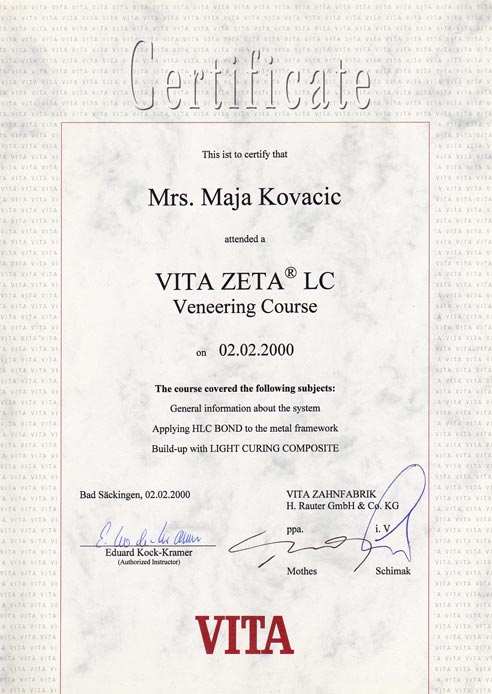 Certificate
This ist to certify that
Mrs. Maja Kovacic
attended a
VITA ZETA® LC
Veneering Course
on 02.02.2000
The course covered the following subjects:
General information about the system
Applying HLC BOND to the metal framework
Build-up with LIGHT CURING COMPOSITE
Bad Säckingen, 02.02.2000
Eduard Kock-Kramer
(Authorized Instructor)
VITA ZAHNFABRIK
H. Rauter GmbH & Co. KG
ppa. i. V
Mothes Schimak
VITA